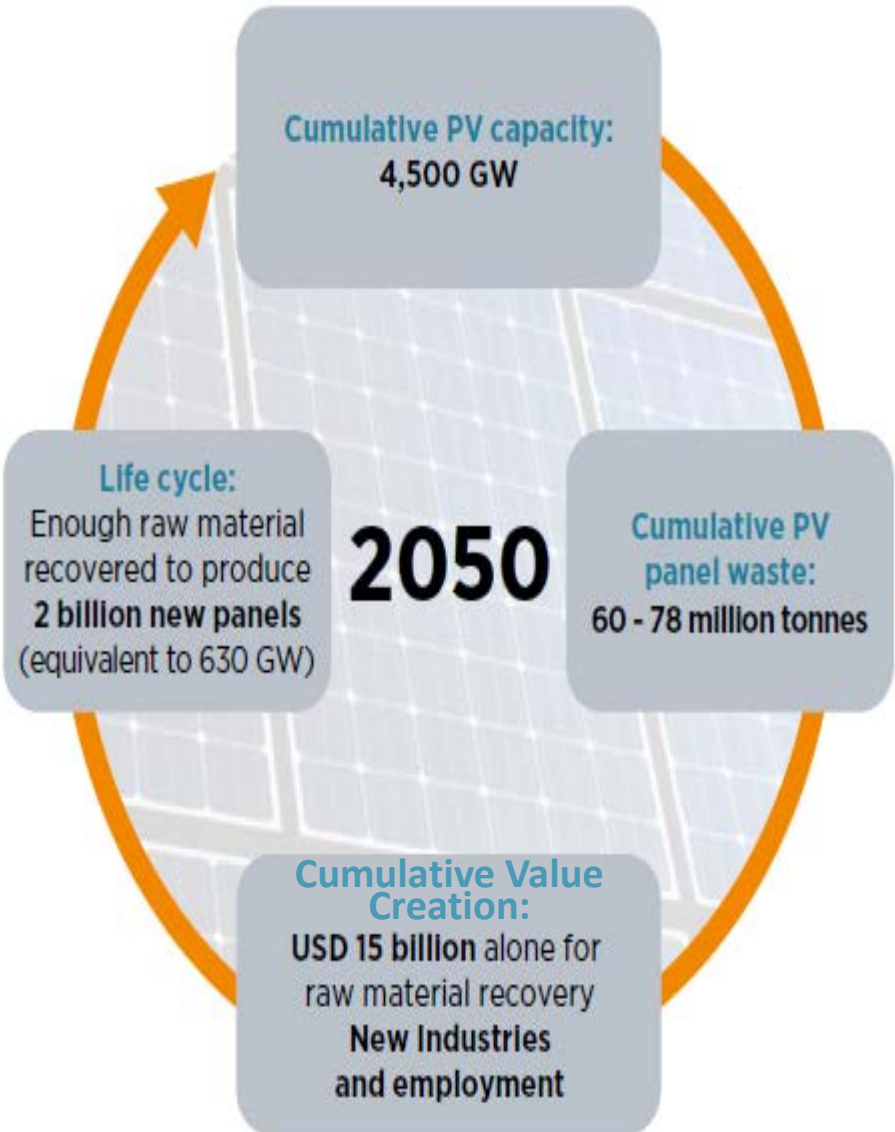 Cumulative PV capacity:
4,500 GW
Life cycle:
Enough raw material
recovered to produce
2 billion new panels
(equivalent to 630 GW)
2050
Cumulative PV
panel waste:
60 - 78 million tonnes
Cumulative Value
Creation:
USD 15 billion alone for
raw material recovery
New Industries
and employment